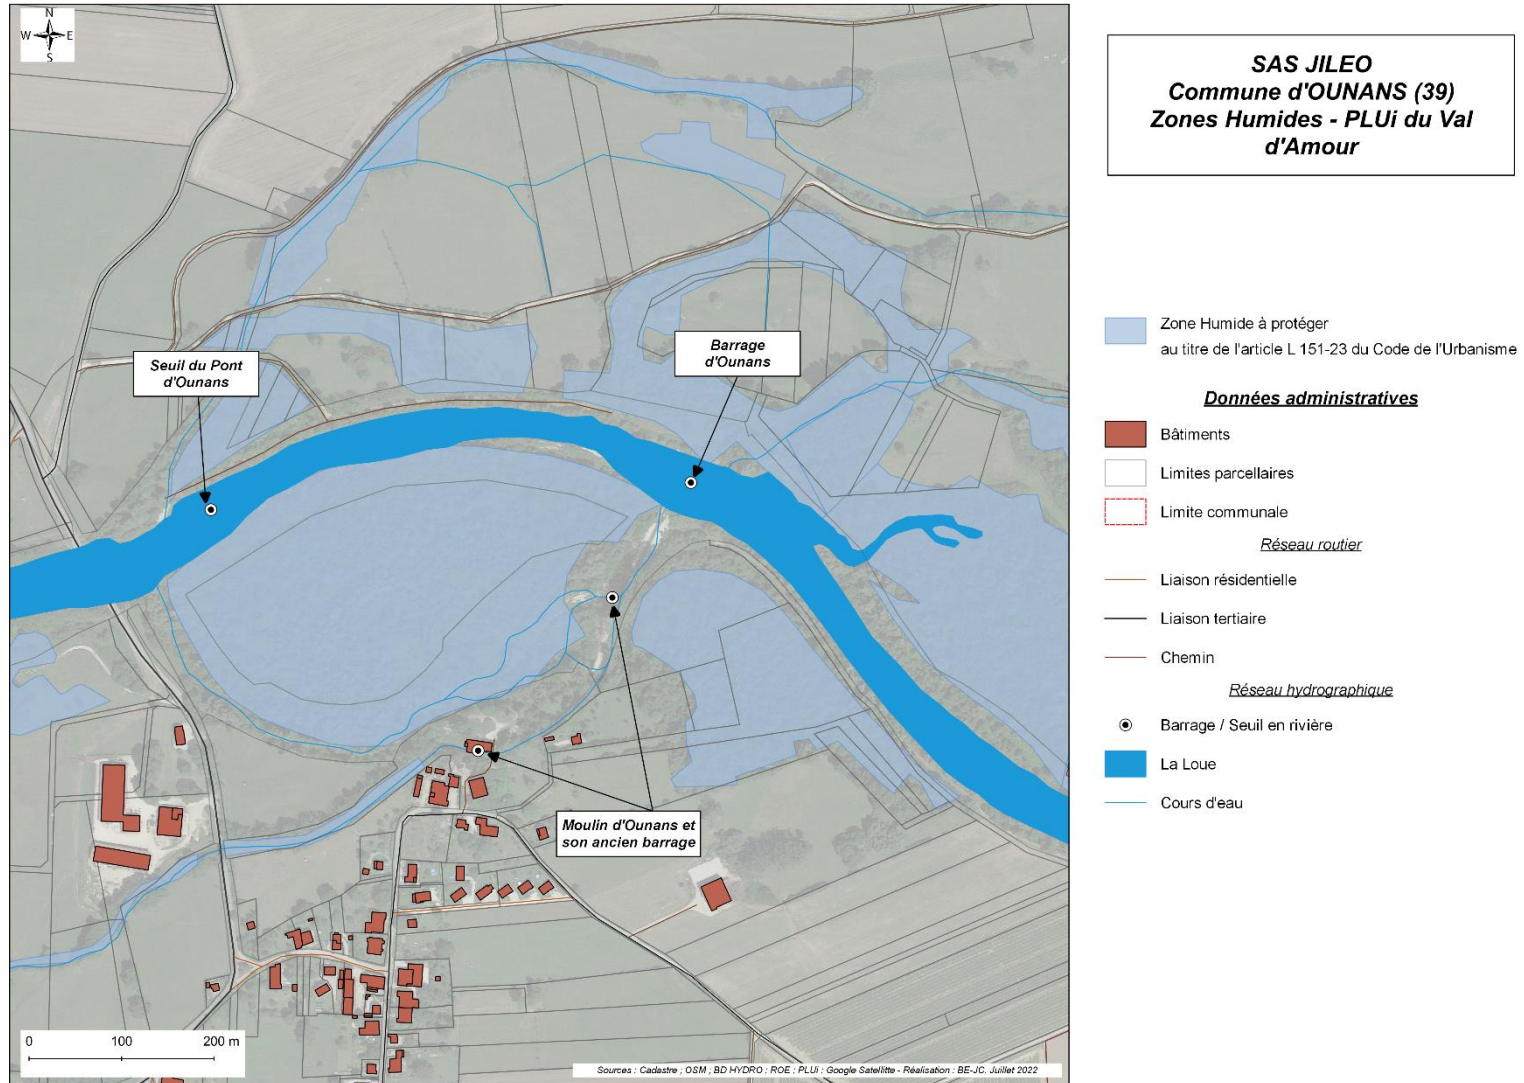 N
W E
S
SAS JILEO
Commune d'OUNANS (39)
Zones Humides - PLUi du Val
d'Amour
Seuil du Pont
d'Ounans
Barrage
d'Ounans
Moulin d'Ounans et
son ancien barrage
Zone Humide à protéger
au titre de l'article L 151-23 du Code de l'Urbanisme
Données administratives
Bâtiments
Limites parcellaires
Limite communale
Réseau routier
Liaison résidentielle
Liaison tertiaire
Chemin
Réseau hydrographique
Barrage / Seuil en rivière
La Loue
Cours d'eau
0 100 200 m
Sources : Cadastre ; OSM ; BD HYDRO ; ROE ; PLUi ; Google Satellitte - Réalisation : BE-JC, Juillet 2022